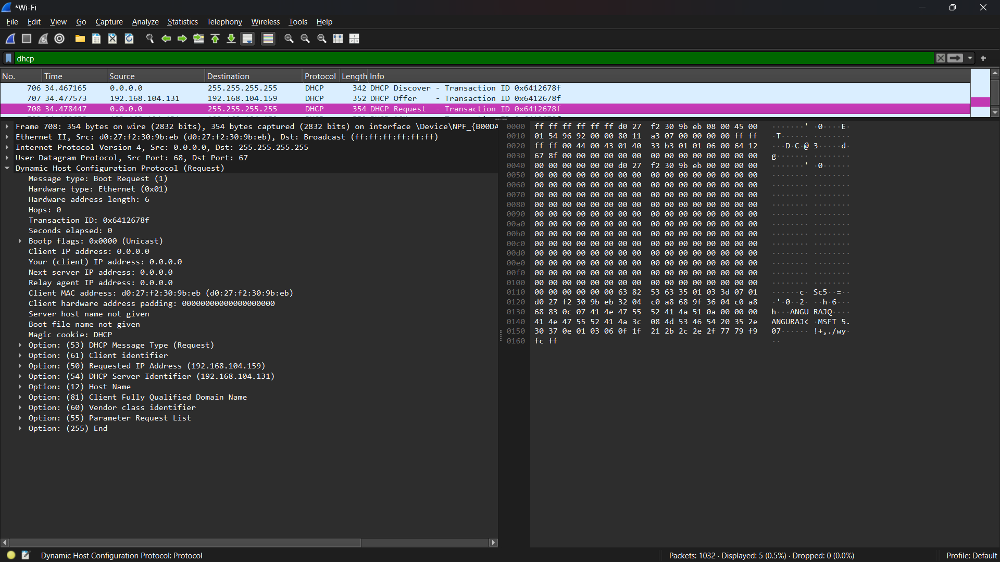 *Wi-Fi
File Edit View Go Capture Analyze Statistics Telephony Wireless Tools Help
dhcp
No. Time Source Destination Protocol Length Info
706 34.467165 0.0.0.0 255.255.255.255 DHCP 342 DHCP Discover - Transaction ID 0x6412678f
707 34.477573 192.168.104.131 192.168.104.159 DHCP 352 DHCP Offer - Transaction ID 0x6412678f
708 34.478447 0.0.0.0 255.255.255.255 DHCP 354 DHCP Request - Transaction ID 0x6412678f
Frame 708: 354 bytes on wire (2832 bits), 354 bytes captured (2832 bits) on interface \Device\NPF_{B00DA
Ethernet II, Src: d0:27:f2:30:9b:eb (d0:27:f2:30:9b:eb), Dst: Broadcast (ff:ff:ff:ff:ff:ff)
Internet Protocol Version 4, Src: 0.0.0.0, Dst: 255.255.255.255
User Datagram Protocol, Src Port: 68, Dst Port: 67
Dynamic Host Configuration Protocol (Request)
Message type: Boot Request (1)
Hardware type: Ethernet (0x01)
Hardware address length: 6
Hops: 0
Transaction ID: 0x6412678f
Seconds elapsed: 0
Bootp flags: 0x0000 (Unicast)
Client IP address: 0.0.0.0
Your (client) IP address: 0.0.0.0
Next server IP address: 0.0.0.0
Relay agent IP address: 0.0.0.0
Client MAC address: d0:27:f2:30:9b:eb (d0:27:f2:30:9b:eb)
Client hardware address padding: 00000000000000000000
Server host name not given
Boot file name not given
Magic cookie: DHCP
Option: (53) DHCP Message Type (Request)
Option: (61) Client identifier
Option: (50) Requested IP Address (192.168.104.159)
Option: (54) DHCP Server Identifier (192.168.104.131)
Option: (12) Host Name
Option: (81) Client Fully Qualified Domain Name
Option: (60) Vendor class identifier
Option: (55) Parameter Request List
Option: (255) End
0000 ff ff ff ff ff ff d0 27 f2 30 9b eb 08 00 45 00 ·······' ·0····E·
0010 01 54 96 92 00 00 80 11 a3 07 00 00 00 00 ff ff ·T······ ········
0020 ff ff 00 44 00 43 01 40 33 b3 01 01 06 00 64 12 ···D·C·@ 3·····d·
0030 67 8f 00 00 00 00 00 00 00 00 00 00 00 00 00 00 g······· ········
0040 00 00 00 00 00 00 d0 27 f2 30 9b eb 00 00 00 00 ·······' ·0······
0050 00 00 00 00 00 00 00 00 00 00 00 00 00 00 00 00 ········ ········
0060 00 00 00 00 00 00 00 00 00 00 00 00 00 00 00 00 ········ ········
0070 00 00 00 00 00 00 00 00 00 00 00 00 00 00 00 00 ········ ········
0080 00 00 00 00 00 00 00 00 00 00 00 00 00 00 00 00 ········ ········
0090 00 00 00 00 00 00 00 00 00 00 00 00 00 00 00 00 ········ ········
00a0 00 00 00 00 00 00 00 00 00 00 00 00 00 00 00 00 ········ ········
00b0 00 00 00 00 00 00 00 00 00 00 00 00 00 00 00 00 ········ ········
00c0 00 00 00 00 00 00 00 00 00 00 00 00 00 00 00 00 ········ ········
00d0 00 00 00 00 00 00 00 00 00 00 00 00 00 00 00 00 ········ ········
00e0 00 00 00 00 00 00 00 00 00 00 00 00 00 00 00 00 ········ ········
00f0 00 00 00 00 00 00 00 00 00 00 00 00 00 00 00 00 ········ ········
0100 00 00 00 00 00 00 00 00 00 00 00 00 00 00 00 00 ········ ········
0110 00 00 00 00 00 00 63 82 53 63 35 01 03 3d 07 01 ······c· Sc5··=··
0120 d0 27 f2 30 9b eb 32 04 c0 a8 68 9f 36 04 c0 a8 ·'·0··2· ··h·6···
0130 68 83 0c 07 41 4e 47 55 52 41 4a 51 0a 00 00 00 h···ANGU RAJQ····
0140 41 4e 47 55 52 41 4a 3c 08 4d 53 46 54 20 35 2e ANGURAJ< ·MSFT 5.
0150 30 37 0e 01 03 06 0f 1f 21 2b 2c 2e 2f 77 79 f9 07······ !+,./wy·
0160 fc ff ··
Dynamic Host Configuration Protocol: Protocol
Packets: 1032 · Displayed: 5 (0.5%) · Dropped: 0 (0.0%)
Profile: Default